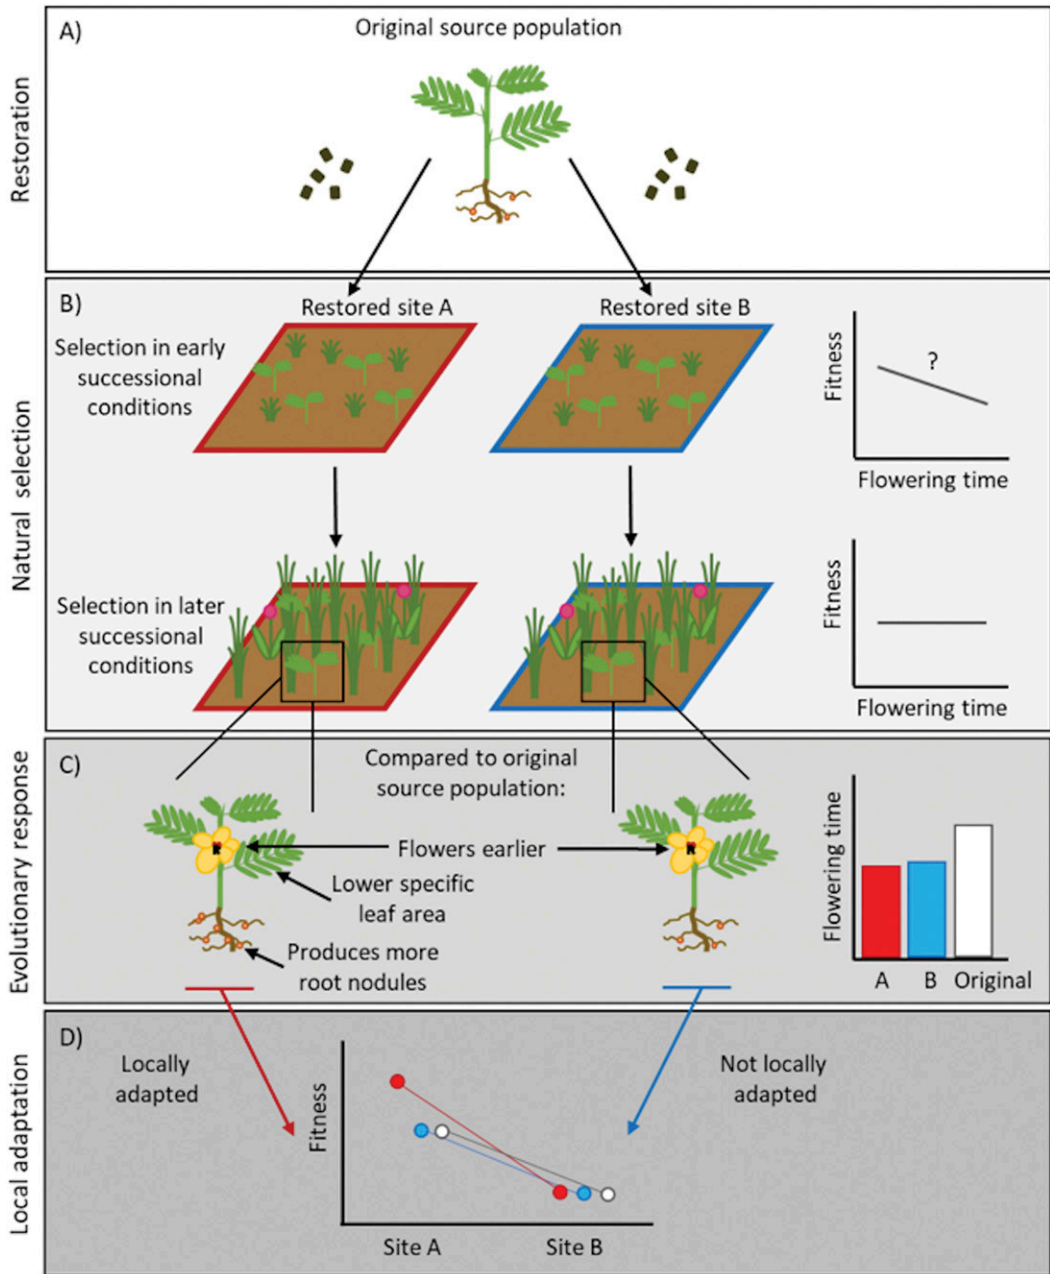 A)
Original source population
Restoration
B)
Restored site A
Restored site B
Selection in early
successional
conditions
Fitness
?
Flowering time
Natural selection
Selection in later
successional
conditions
Fitness
Flowering time
C)
Compared to original
source population:
Evolutionary response
Flowers earlier
Lower specific
leaf area
Produces more
root nodules
Flowering time
A
B
Original
D)
Local adaptation
Locally
adapted
Fitness
Not locally
adapted
Site A
Site B